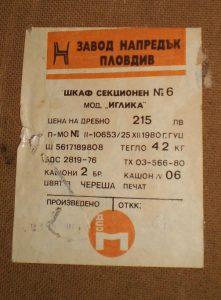 ЗАВОД НАПРЕДЪК
ПЛОВДИВ
ШКАФ СЕКЦИОНЕН №6
МОД. „ИГЛИКА"
ЦЕНА НА ДРЕБНО 215 ЛВ
П-МО № II-10653/25 XII 1980 Г. ГУЦ
Щ 5617189808 ТЕГЛО 42 КГ
БДС 2819-76 ТХ 03-566-80
КАШОНИ 2 БР. КАШОН № 06
ЦВЯТ ЧЕРЕША ПЕЧАТ
ПРОИЗВЕДЕНО ОТКК: